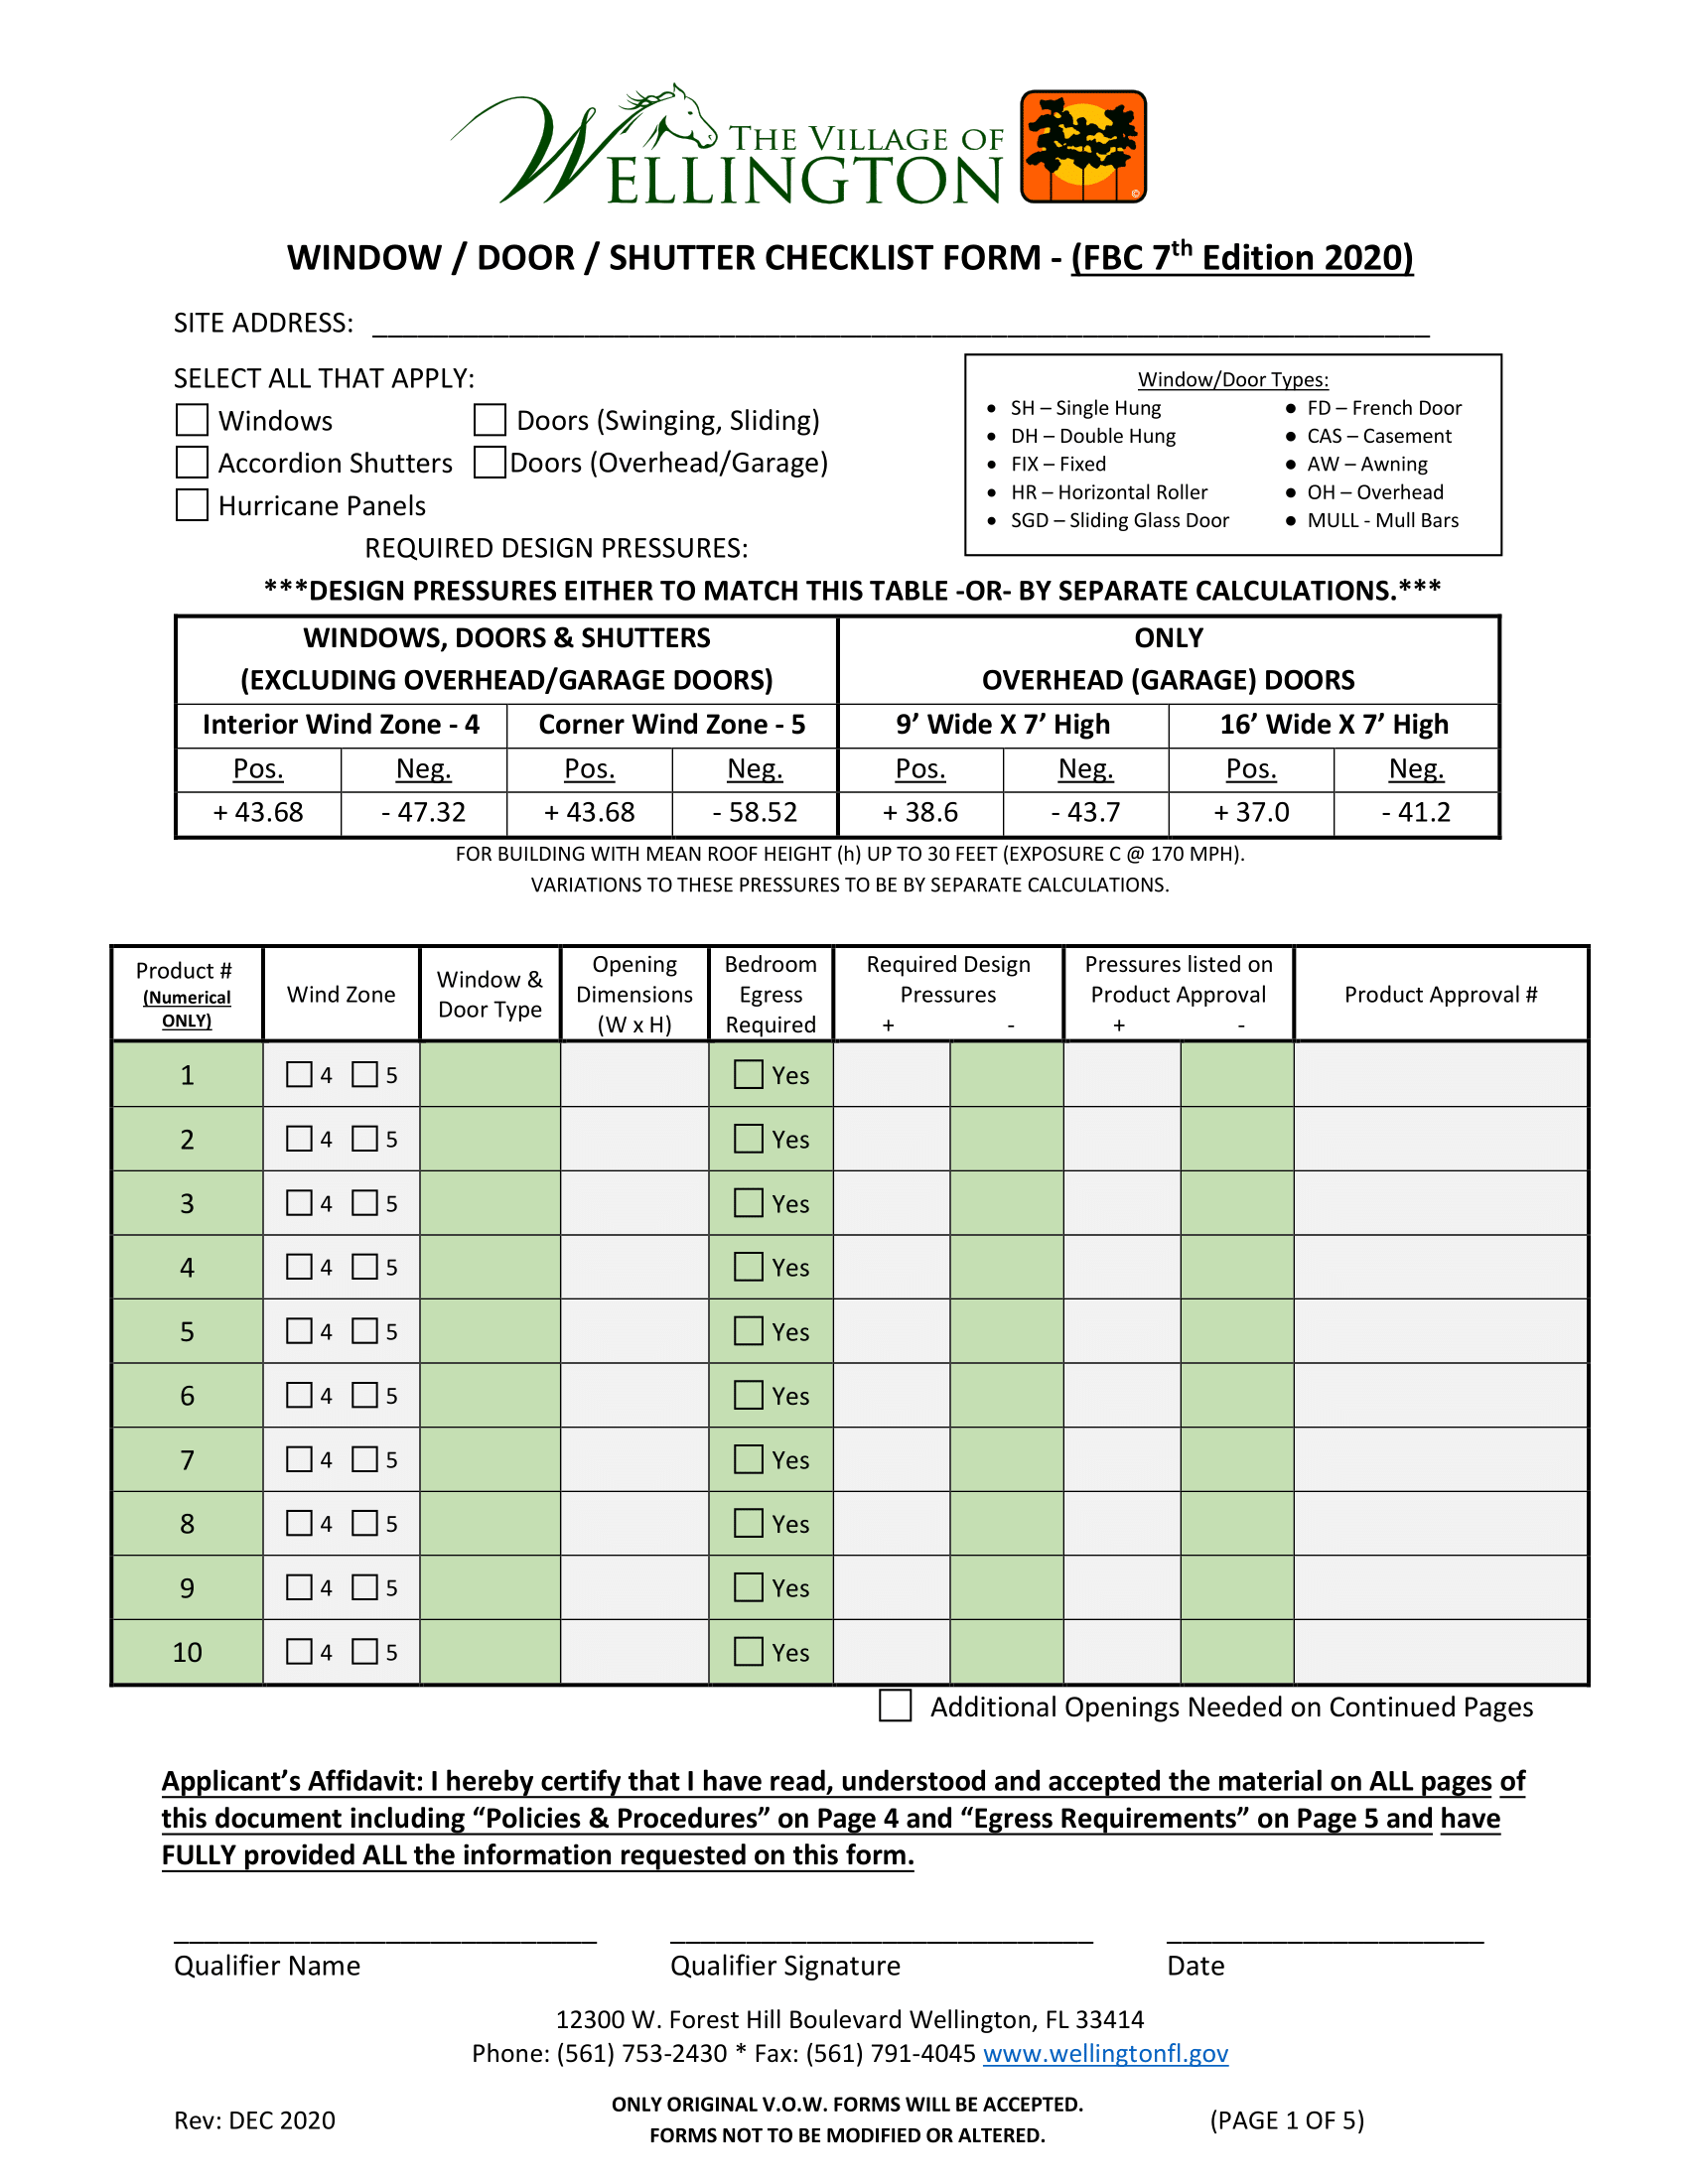 THE VILLAGE OF
WELLINGTON
©
WINDOW / DOOR / SHUTTER CHECKLIST FORM - (FBC 7th Edition 2020)
SITE ADDRESS: ______________________________________________
SELECT ALL THAT APPLY:
Windows
Doors (Swinging, Sliding)
Accordion Shutters
Doors (Overhead/Garage)
Hurricane Panels
Window/Door Types:
• SH – Single Hung
• DH – Double Hung
• FIX – Fixed
• HR – Horizontal Roller
• SGD – Sliding Glass Door
• FD – French Door
• CAS – Casement
• AW – Awning
• OH – Overhead
• MULL - Mull Bars
REQUIRED DESIGN PRESSURES:
***DESIGN PRESSURES EITHER TO MATCH THIS TABLE -OR- BY SEPARATE CALCULATIONS.***
WINDOWS, DOORS & SHUTTERS
(EXCLUDING OVERHEAD/GARAGE DOORS)
ONLY
OVERHEAD (GARAGE) DOORS
Interior Wind Zone - 4
Corner Wind Zone - 5
9’ Wide X 7’ High
16’ Wide X 7’ High
Pos. Neg. Pos. Neg. Pos. Neg. Pos. Neg.
+ 43.68 - 47.32 + 43.68 - 58.52 + 38.6 - 43.7 + 37.0 - 41.2
FOR BUILDING WITH MEAN ROOF HEIGHT (h) UP TO 30 FEET (EXPOSURE C @ 170 MPH).
VARIATIONS TO THESE PRESSURES TO BE BY SEPARATE CALCULATIONS.
Product #
(Numerical
ONLY)
Wind Zone
Window &
Door Type
Opening
Dimensions
(W x H)
Bedroom
Egress
Required
Required Design
Pressures
+ -
Pressures listed on
Product Approval
+ -
Product Approval #
1 4 5 Yes
2 4 5 Yes
3 4 5 Yes
4 4 5 Yes
5 4 5 Yes
6 4 5 Yes
7 4 5 Yes
8 4 5 Yes
9 4 5 Yes
10 4 5 Yes
Additional Openings Needed on Continued Pages
Applicant’s Affidavit: I hereby certify that I have read, understood and accepted the material on ALL pages of
this document including “Policies & Procedures” on Page 4 and “Egress Requirements” on Page 5 and have
FULLY provided ALL the information requested on this form.
Qualifier Name
Qualifier Signature
Date
12300 W. Forest Hill Boulevard Wellington, FL 33414
Phone: (561) 753-2430 * Fax: (561) 791-4045 www.wellingtonfl.gov
Rev: DEC 2020
ONLY ORIGINAL V.O.W. FORMS WILL BE ACCEPTED.
FORMS NOT TO BE MODIFIED OR ALTERED.
(PAGE 1 OF 5)